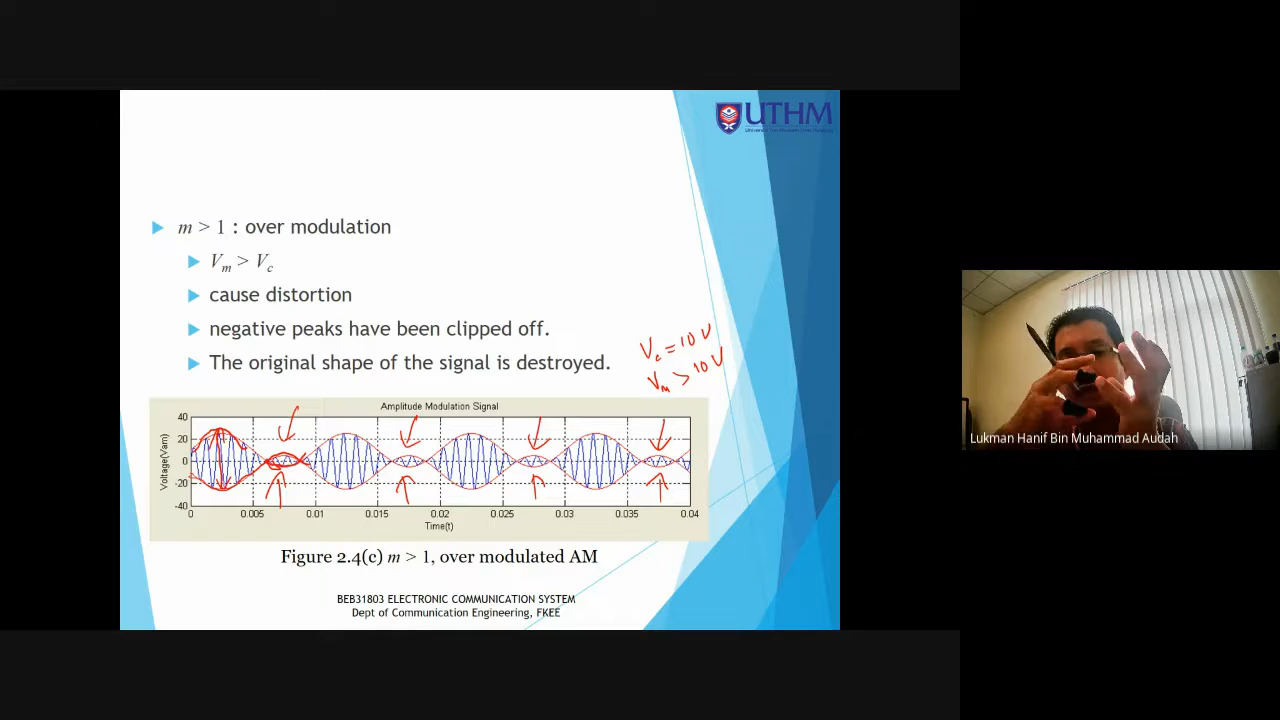 UTHM
m > 1 : over modulation
Vm > Vc
cause distortion
negative peaks have been clipped off.
The original shape of the signal is destroyed.
Vc = 10 V
Vm > 10 V
Amplitude Modulation Signal
Voltage(Vam)
40
20
0
-20
-40
0 0.005 0.01 0.015 0.02 0.025 0.03 0.035 0.04
Time(t)
Figure 2.4(c) m > 1, over modulated AM
BEB31803 ELECTRONIC COMMUNICATION SYSTEM
Dept of Communication Engineering, FKEE
Lukman Hanif Bin Muhammad Audah